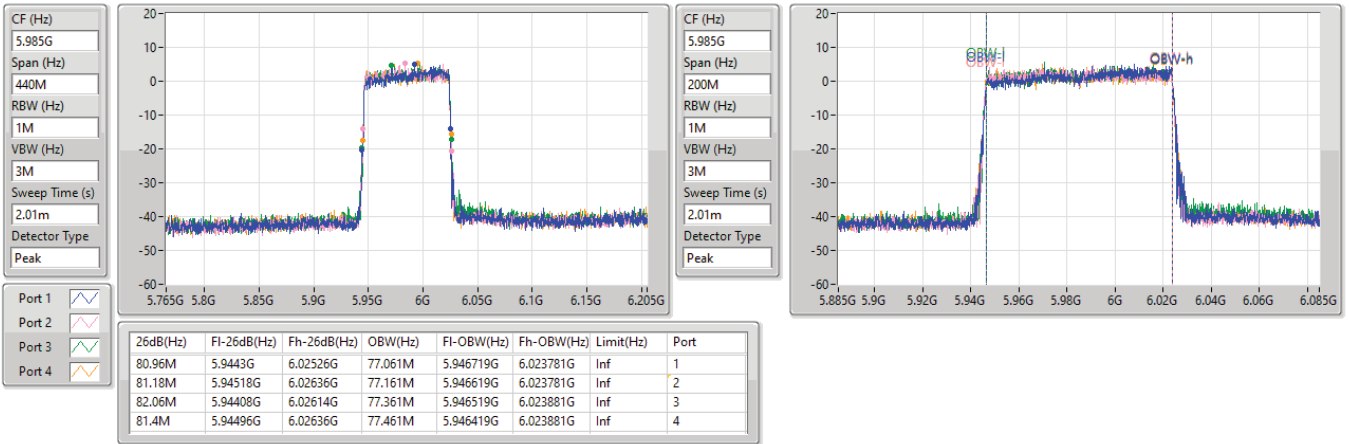 CF (Hz)
5.985G
Span (Hz)
440M
RBW (Hz)
1M
VBW (Hz)
3M
Sweep Time (s)
2.01m
Detector Type
Peak
20
10
0
-10
-20
-30
-40
-50
-60
5.765G 5.8G 5.85G 5.9G 5.95G 6G 6.05G 6.1G 6.15G 6.205G
CF (Hz)
5.985G
Span (Hz)
200M
RBW (Hz)
1M
VBW (Hz)
3M
Sweep Time (s)
2.01m
Detector Type
Peak
20
10
0
-10
-20
-30
-40
-50
-60
OBW-l
OBW-h
5.885G 5.9G 5.92G 5.94G 5.96G 5.98G 6G 6.02G 6.04G 6.06G 6.085G
Port 1
Port 2
Port 3
Port 4
26dB(Hz) Fl-26dB(Hz) Fh-26dB(Hz) OBW(Hz) Fl-OBW(Hz) Fh-OBW(Hz) Limit(Hz) Port
80.96M 5.9443G 6.02526G 77.061M 5.946719G 6.023781G Inf 1
81.18M 5.94518G 6.02636G 77.161M 5.946619G 6.023781G Inf 2
82.06M 5.94408G 6.02614G 77.361M 5.946519G 6.023881G Inf 3
81.4M 5.94496G 6.02636G 77.461M 5.946419G 6.023881G Inf 4